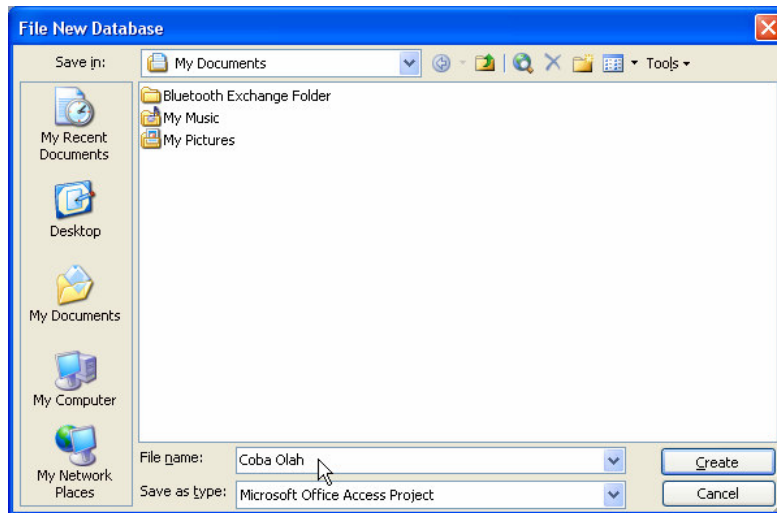 File New Database
Save in:
My Documents
Tools
Bluetooth Exchange Folder
My Music
My Pictures
My Recent
Documents
Desktop
My Documents
My Computer
My Network
Places
File name:
Coba Olah
Create
Save as type:
Microsoft Office Access Project
Cancel